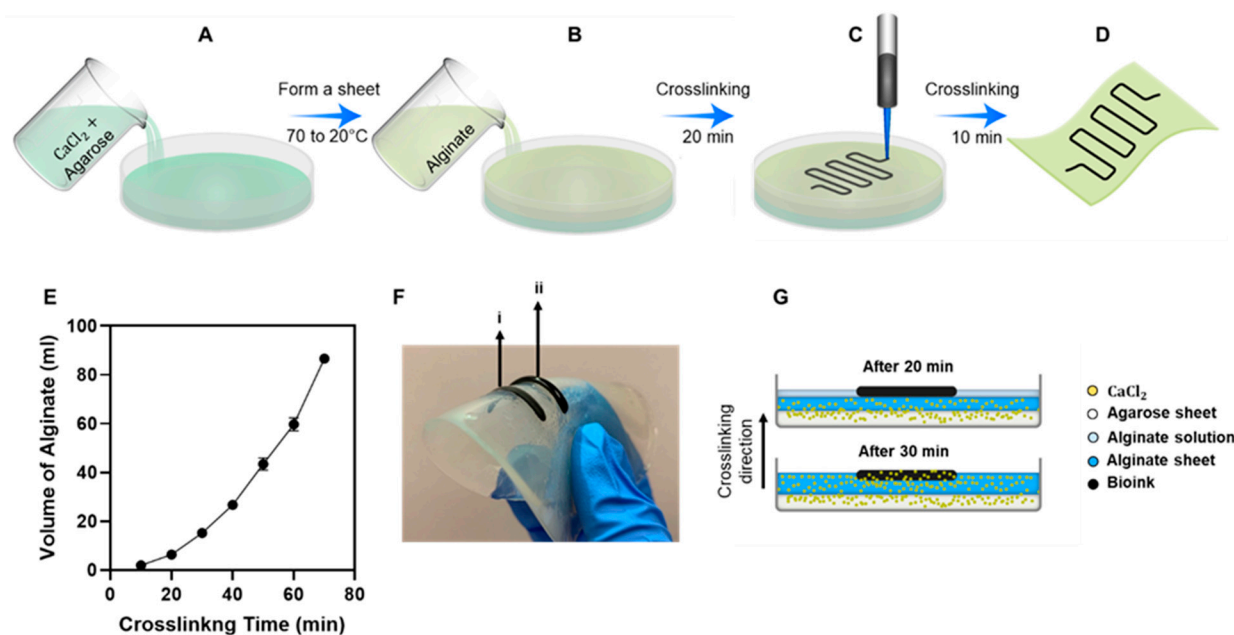 A
B
C
D
CaCl₂ +
Agarose
Form a sheet
70 to 20°C
Alginate
Crosslinking
20 min
Crosslinking
10 min
E
100
80
60
40
20
0
0
20
40
60
80
Volume of Alginate (ml)
Crosslinkng Time (min)
F
i
ii
G
After 20 min
After 30 min
Crosslinking
direction
CaCl₂
Agarose sheet
Alginate solution
Alginate sheet
Bioink